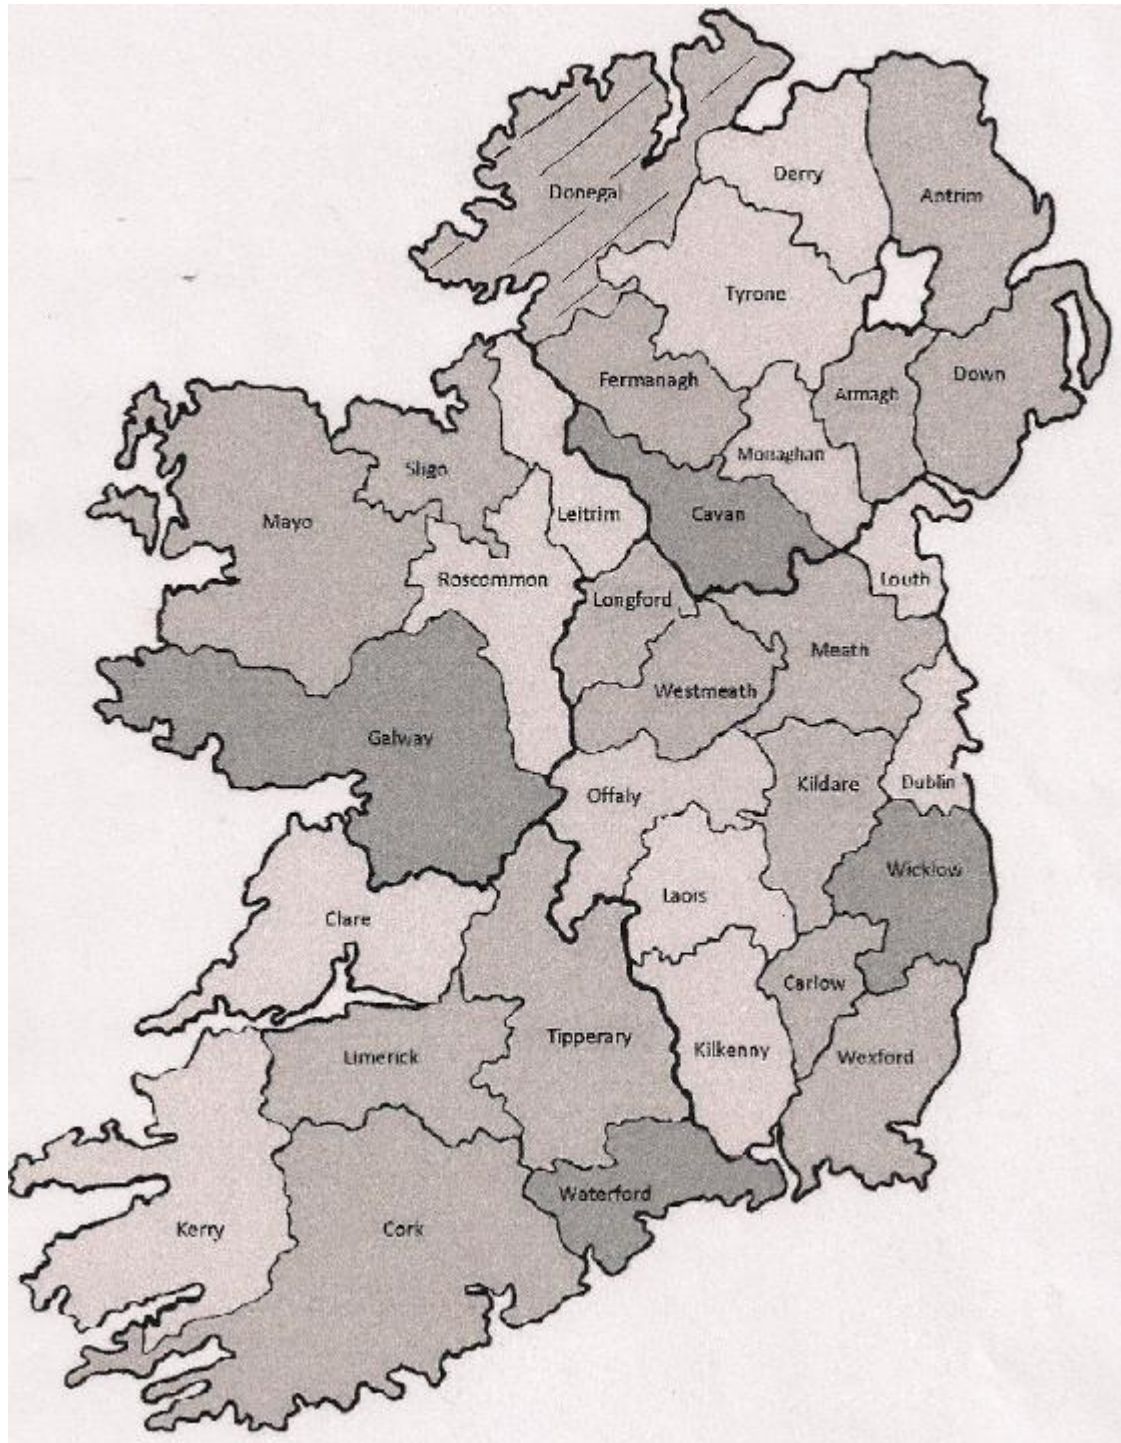 Derry
Donegal
Antrim
Tyrone
Down
Fermanagh
Armagh
Monaghan
Sligo
Leitrim
Cavan
Mayo
Roscommon
Louth
Longford
Meath
Westmeath
Galway
Offaly
Kildare
Dublin
Wicklow
Laois
Clare
Carlow
Tipperary
Kilkenny
Limerick
Wexford
Waterford
Kerry
Cork